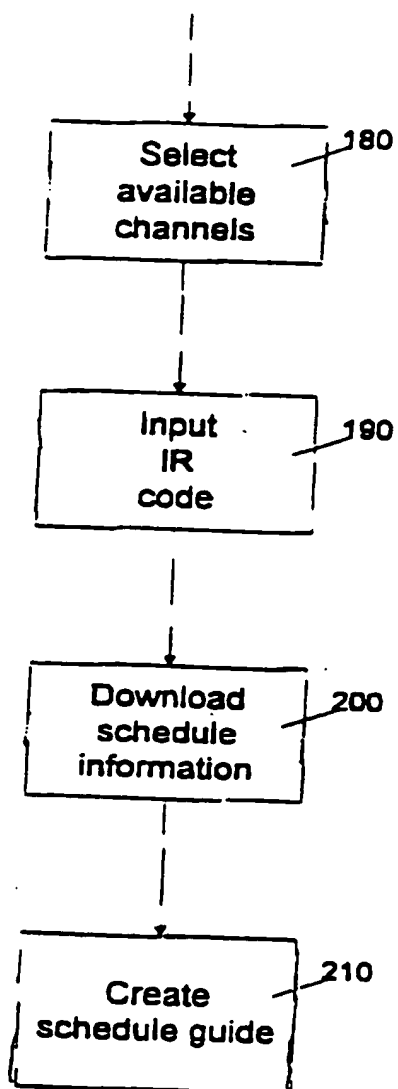 180
Select
available
channels
190
Input
IR
code
200
Download
schedule
information
210
Create
schedule guide